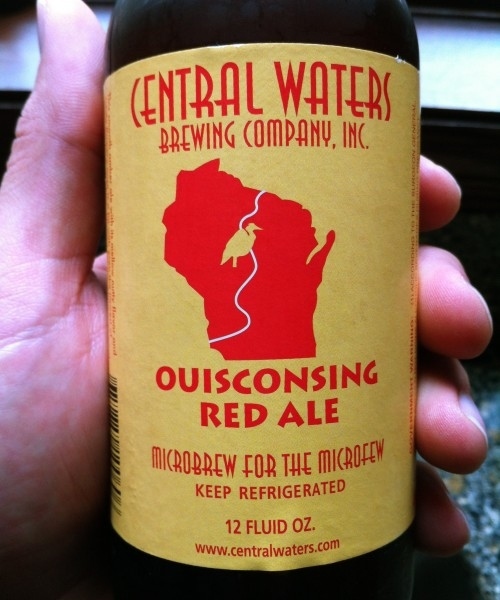 CENTRAL WATERS
BREWING COMPANY, INC.
OUISCONSING
RED ALE
MICROBREW FOR THE MICROFEW
KEEP REFRIGERATED
12 FLUID OZ.
www.centralwaters.com